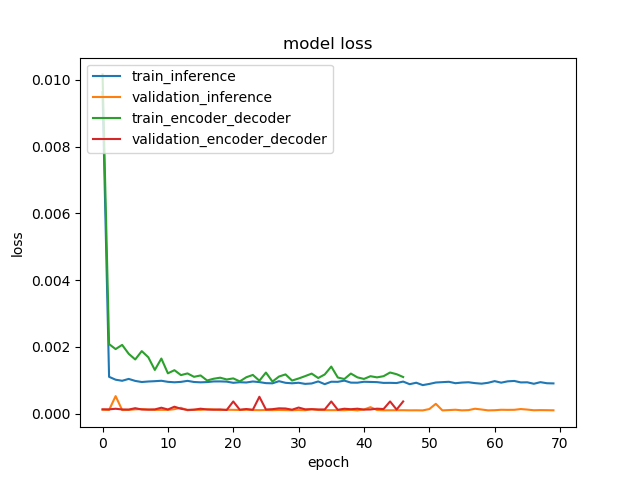 model loss
train_inference
validation_inference
train_encoder_decoder
validation_encoder_decoder
0.010
0.008
0.006
0.004
0.002
0.000
loss
0 10 20 30 40 50 60 70
epoch